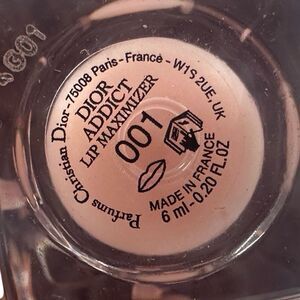 Parfums Christian Dior - 75008 Paris - France - W1S 2UE, UK
DIOR
ADDICT
LIP MAXIMIZER
001
MADE IN FRANCE
6 ml - 0.20 FL.OZ